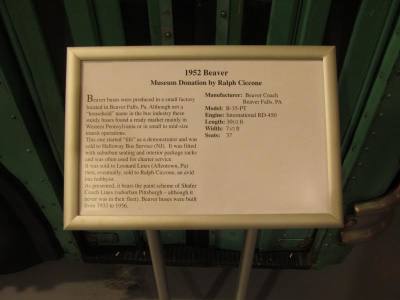 1952 Beaver
Museum Donation by Ralph Ciccone
Beaver buses were produced in a small factory
located in Beaver Falls, Pa. Although not a
"household" name in the bus industry these
sturdy buses found a ready market mainly in
Western Pennsylvania or in small to mid-size
transit operations.
This one started "life" as a demonstrator and was
sold to Holloway Bus Service (NJ). It was fitted
with suburban seating and interior package racks
and was often used for charter service.
It was sold to Leonard Lines (Allentown, Pa)
then, eventually, sold to Ralph Ciccone, an avid
bus hobbyist.
As presented, it bears the paint scheme of Shafer
Coach Lines (suburban Pittsburgh - although it
never was in their fleet). Beaver buses were built
from 1933 to 1956.
Manufacturer: Beaver Coach
Beaver Falls, PA
Model: B-35-PT
Engine: International RD-450
Length: 30
Width: 7
Seats: 37